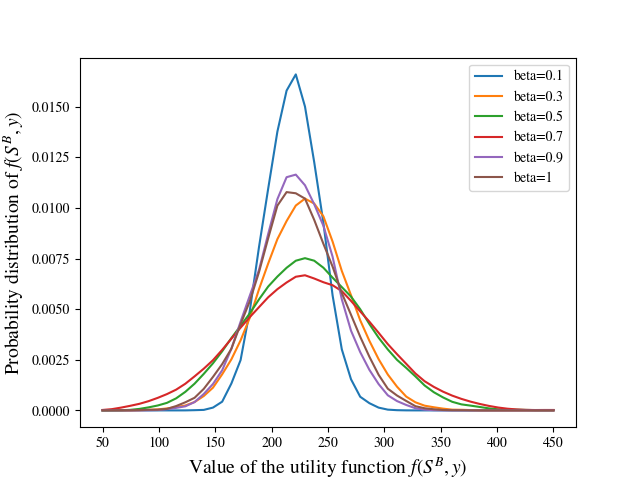 beta=0.1
beta=0.3
beta=0.5
beta=0.7
beta=0.9
beta=1
Probability distribution of f(S^B, y)
0.0150
0.0125
0.0100
0.0075
0.0050
0.0025
0.0000
50 100 150 200 250 300 350 400 450
Value of the utility function f(S^B, y)